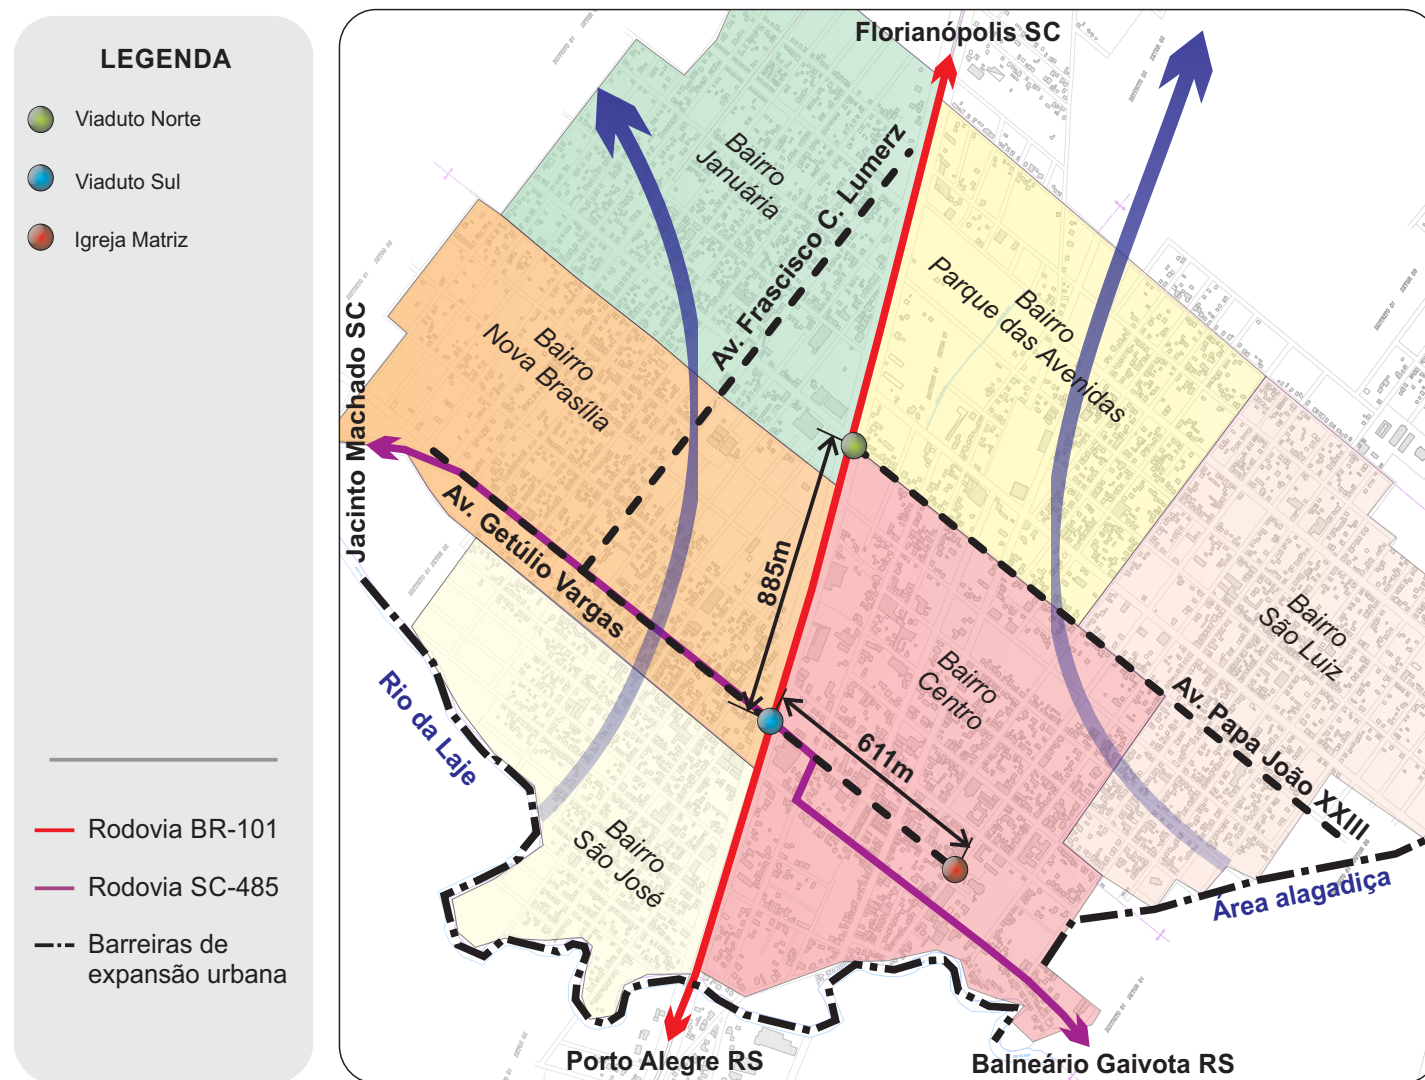 LEGENDA
Viaduto Norte
Viaduto Sul
Igreja Matriz
Rodovia BR-101
Rodovia SC-485
Barreiras de
expansão urbana
Florianópolis SC
Bairro
Januária
Av. Frascisco C. Lumerz
Bairro
Parque das Avenidas
Bairro
Nova Brasília
Jacinto Machado SC
Av. Getúlio Vargas
885m
Bairro
São Luiz
Bairro
Centro
Av. Papa João XXIII
611m
Rio da Laje
Bairro
São José
Área alagadiça
Porto Alegre RS
Balneário Gaivota RS